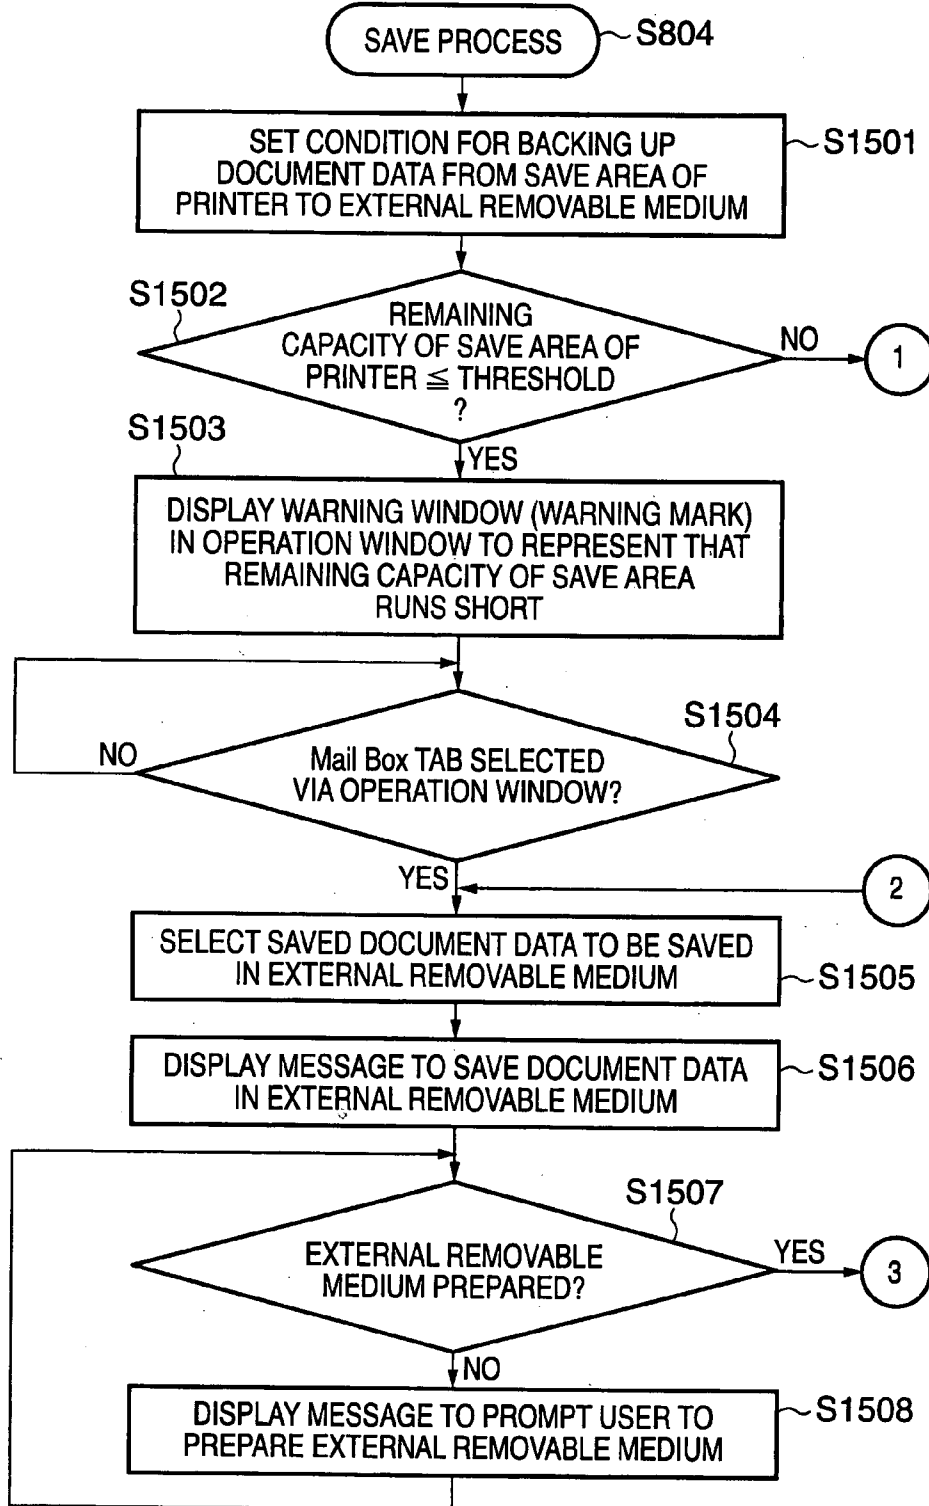 SAVE PROCESS
S804
SET CONDITION FOR BACKING UP
DOCUMENT DATA FROM SAVE AREA OF
PRINTER TO EXTERNAL REMOVABLE MEDIUM
S1501
S1502
REMAINING
CAPACITY OF SAVE AREA OF
PRINTER ≦ THRESHOLD
?
NO
1
YES
S1503
DISPLAY WARNING WINDOW (WARNING MARK)
IN OPERATION WINDOW TO REPRESENT THAT
REMAINING CAPACITY OF SAVE AREA
RUNS SHORT
S1504
NO
Mail Box TAB SELECTED
VIA OPERATION WINDOW?
YES
2
SELECT SAVED DOCUMENT DATA TO BE SAVED
IN EXTERNAL REMOVABLE MEDIUM
S1505
DISPLAY MESSAGE TO SAVE DOCUMENT DATA
IN EXTERNAL REMOVABLE MEDIUM
S1506
S1507
EXTERNAL REMOVABLE
MEDIUM PREPARED?
YES
3
NO
DISPLAY MESSAGE TO PROMPT USER TO
PREPARE EXTERNAL REMOVABLE MEDIUM
S1508